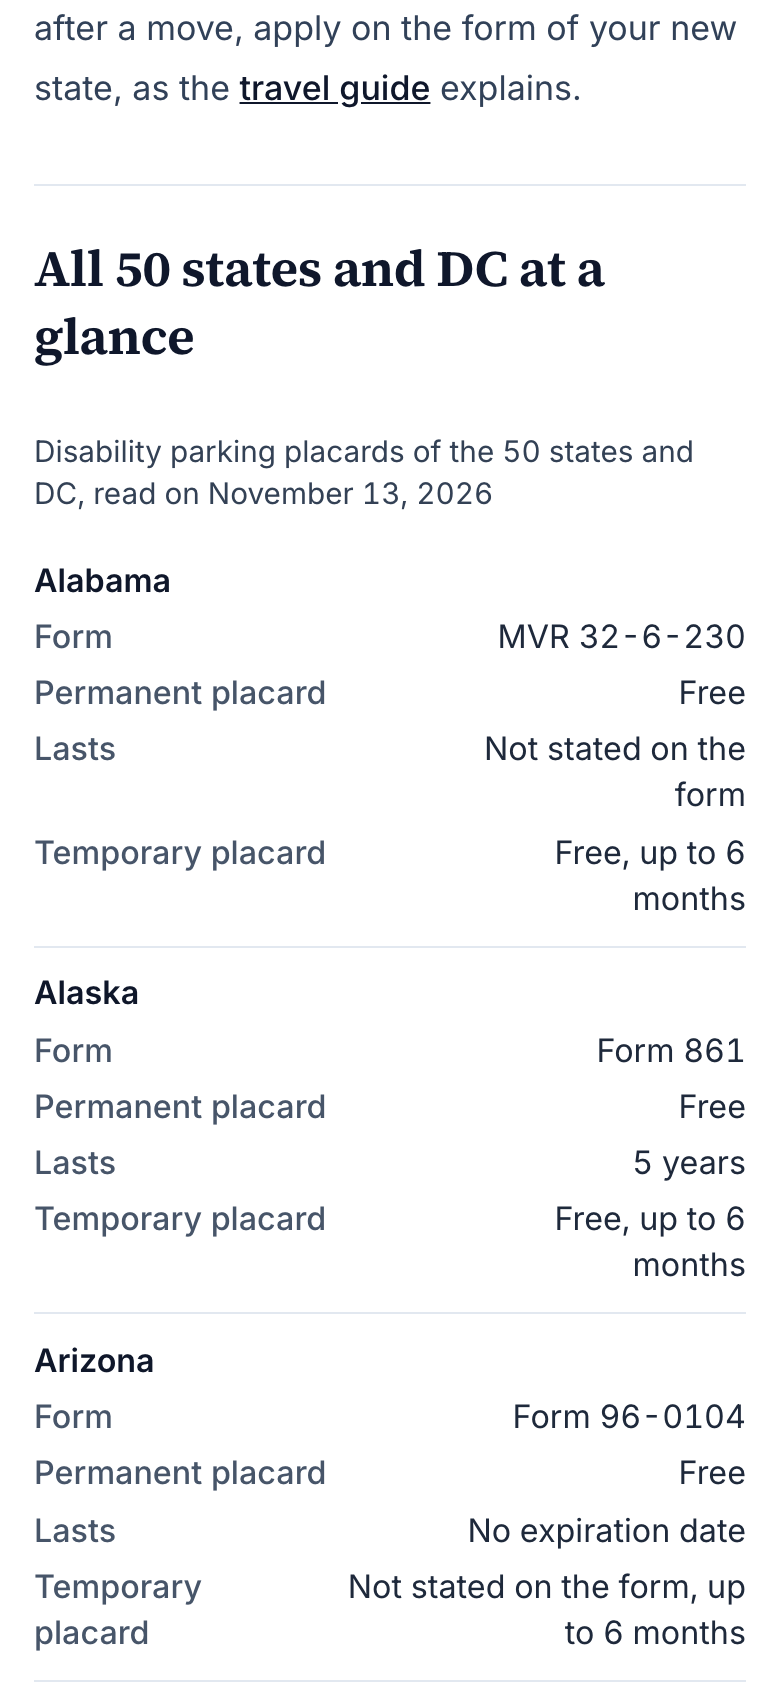 after a move, apply on the form of your new
state, as the travel guide explains.
All 50 states and DC at a
glance
Disability parking placards of the 50 states and
DC, read on November 13, 2026
Alabama
Form MVR 32-6-230
Permanent placard Free
Lasts Not stated on the
form
Temporary placard Free, up to 6
months
Alaska
Form Form 861
Permanent placard Free
Lasts 5 years
Temporary placard Free, up to 6
months
Arizona
Form Form 96-0104
Permanent placard Free
Lasts No expiration date
Temporary Not stated on the form, up
placard to 6 months